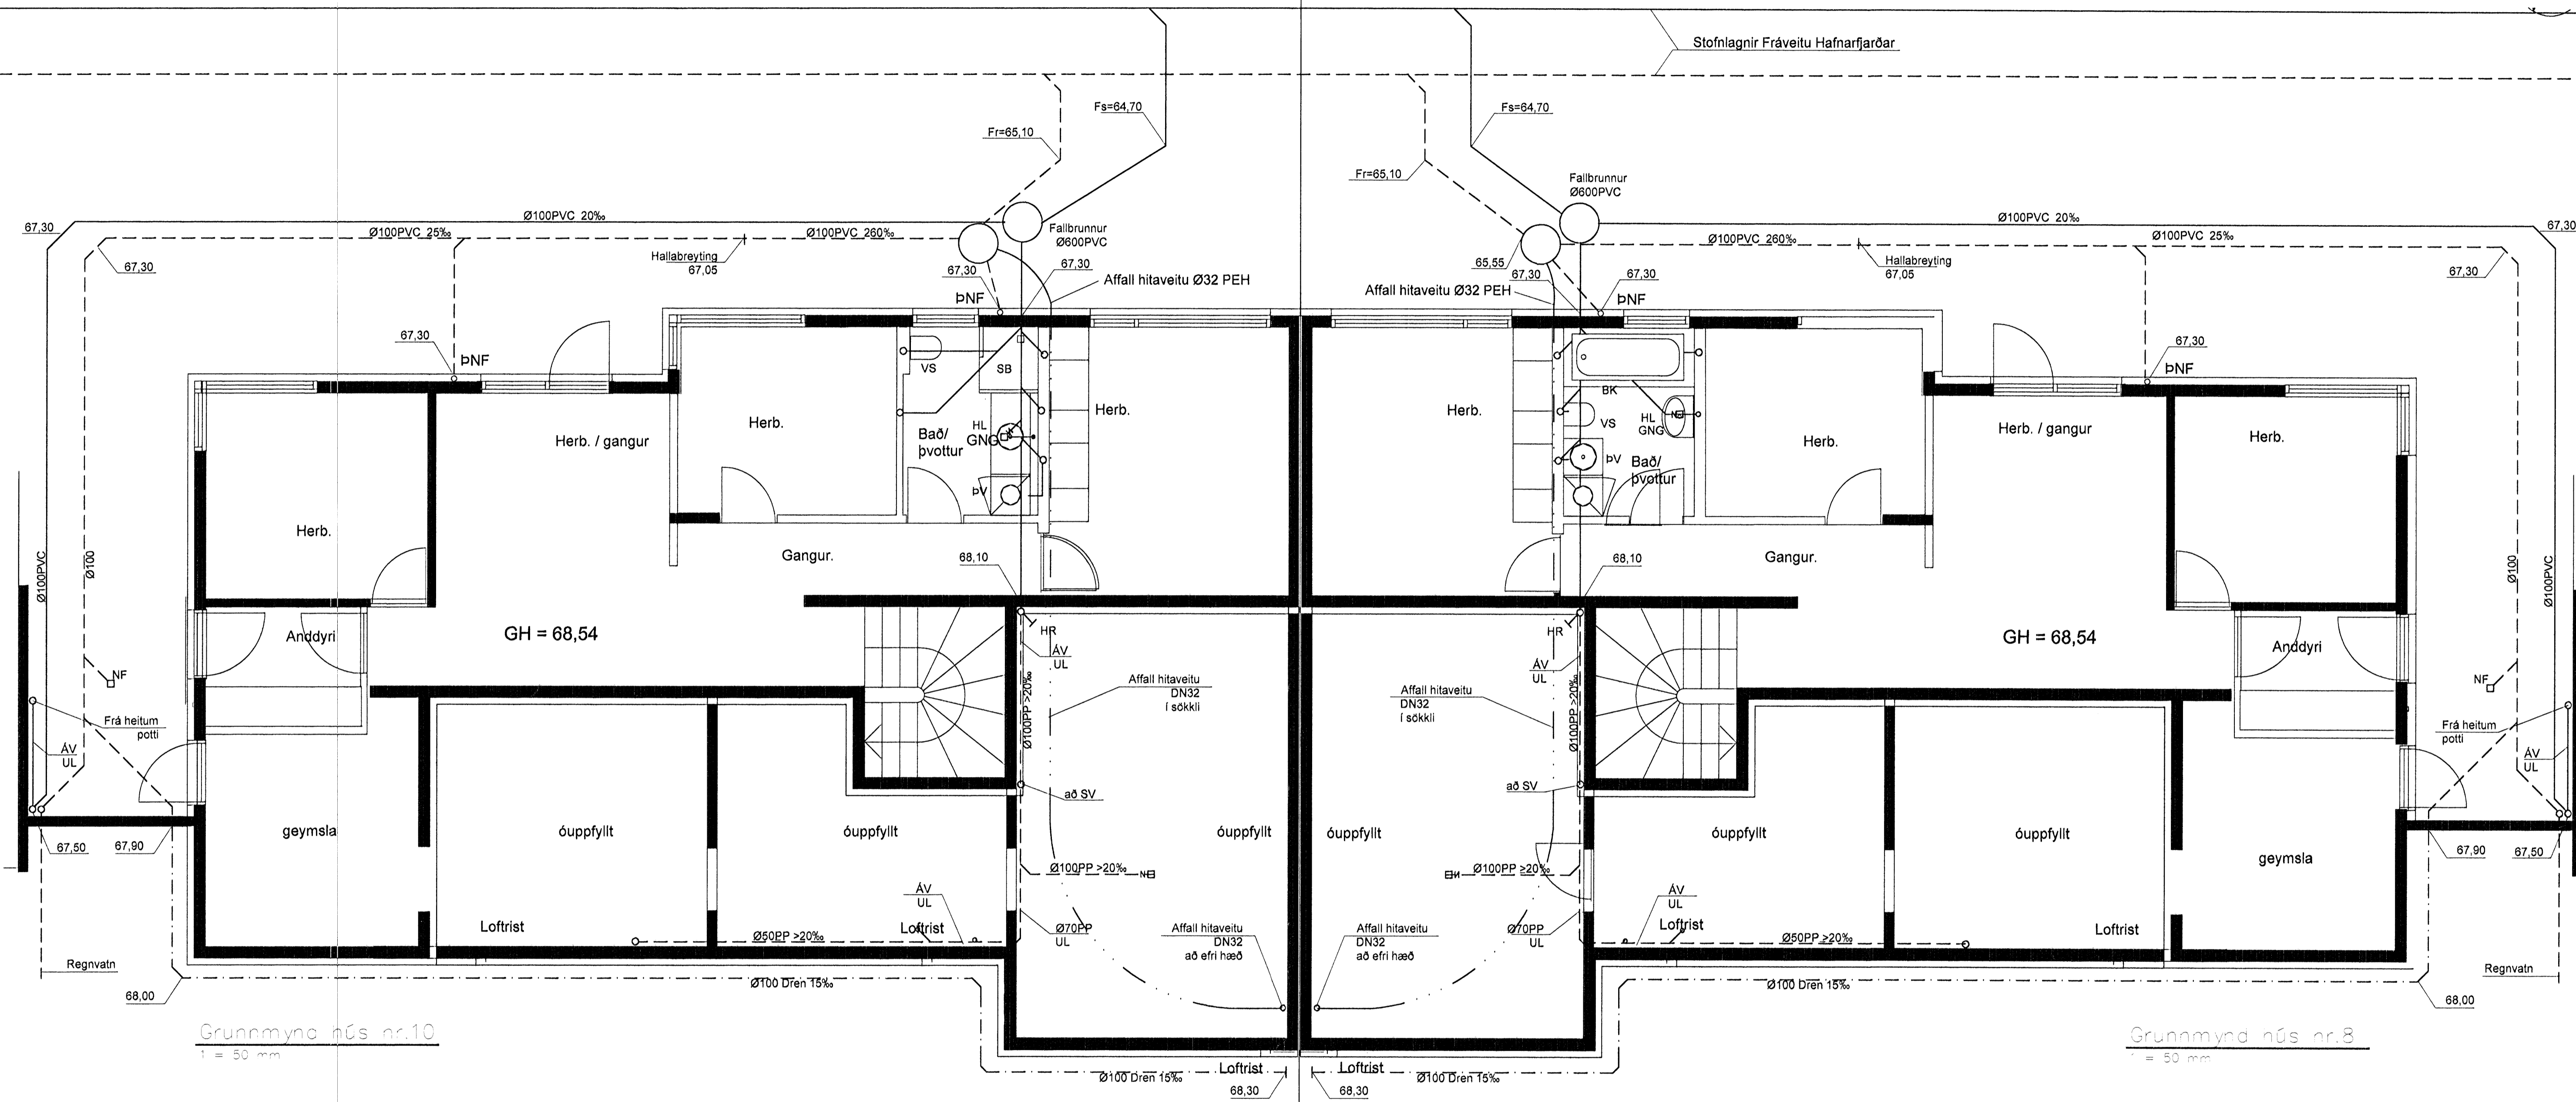 Stofnlagnir Fráveitu Hafnarfjarðar
Fs=64,70
Fr=65,10
Fs=64,70
Fr=65,10
Fallbrunnur
Ø600PVC
67,30
Ø100PVC 20‰
Ø100PVC 25‰
Ø100PVC 260‰
Fallbrunnur
Ø600PVC
67,30
Hallabreyting
67,05
67,30
67,30
Affall hitaveitu Ø32 PEH
ÞNF
67,30
ÞNF
Ø100PVC 20‰
67,30
Ø100PVC 260‰
Ø100PVC 25‰
65,55
67,30
67,30
Hallabreyting
67,05
67,30
Affall hitaveitu Ø32 PEH
ÞNF
67,30
ÞNF
VS
SB
Herb.
Herb.
Herb. / gangur
Bað/
þvottur
HL
GNG
ÞV
Herb.
Gangur.
68,10
Herb.
BK
VS
HL
GNG
ÞV
Bað/
þvottur
Herb.
Herb. / gangur
Herb.
Gangur.
68,10
Ø100PVC
Ø100
Anddyri
GH = 68,54
HR
ÁV
UL
Ø100PP >20‰
Affall hitaveitu
DN32
í sökkli
HR
ÁV
UL
Ø100PP >20‰
Affall hitaveitu
DN32
í sökkli
GH = 68,54
Anddyri
Ø100
Ø100PVC
NF
Frá heitum
potti
ÁV
UL
NF
Frá heitum
potti
ÁV
UL
að SV
að SV
geymsla
óuppfyllt
óuppfyllt
óuppfyllt
óuppfyllt
óuppfyllt
óuppfyllt
geymsla
67,50
67,90
67,90
67,50
Ø100PP >20‰
Ø100PP >20‰
ÁV
UL
ÁV
UL
Loftrist
Loftrist
Ø50PP >20‰
Ø70PP
UL
Affall hitaveitu
DN32
að efri hæð
Affall hitaveitu
DN32
að efri hæð
Ø70PP
UL
Loftrist
Ø50PP >20‰
Loftrist
Regnvatn
68,00
Ø100 Dren 15‰
Ø100 Dren 15‰
Regnvatn
68,00
Grunnmynd hús nr.10
1 = 50 mm
Grunnmynd hús nr.8
1 = 50 mm
Ø100 Dren 15‰
Loftrist
68,30
Loftrist
68,30
Ø100 Dren 15‰